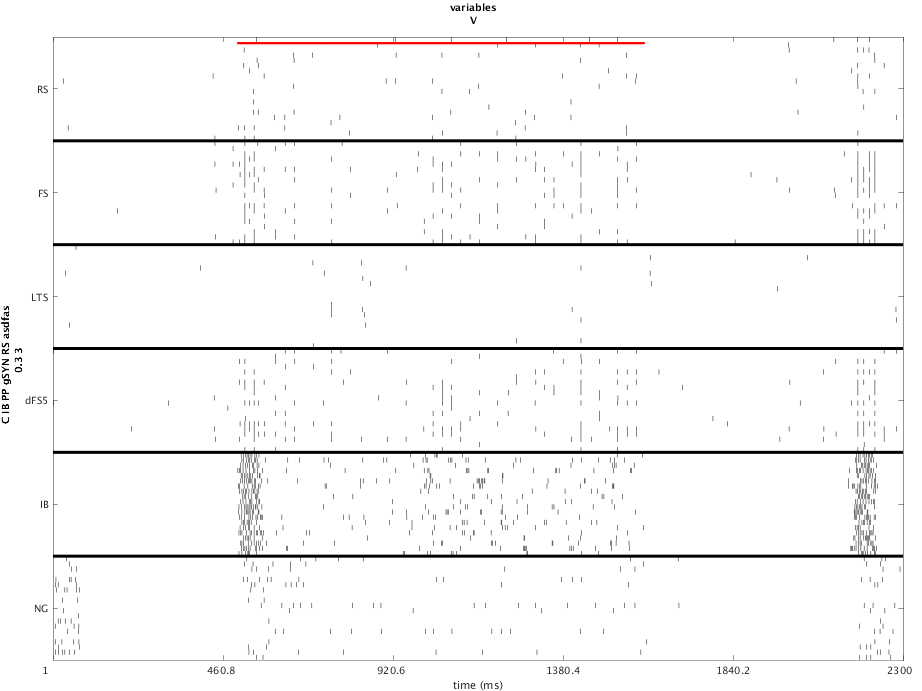 variables
V
RS
FS
LTS
dFS5
IB
NG
C IB PP gSYN RS asdfas
0.3 3
1
460.8
920.6
1380.4
1840.2
2300
time (ms)